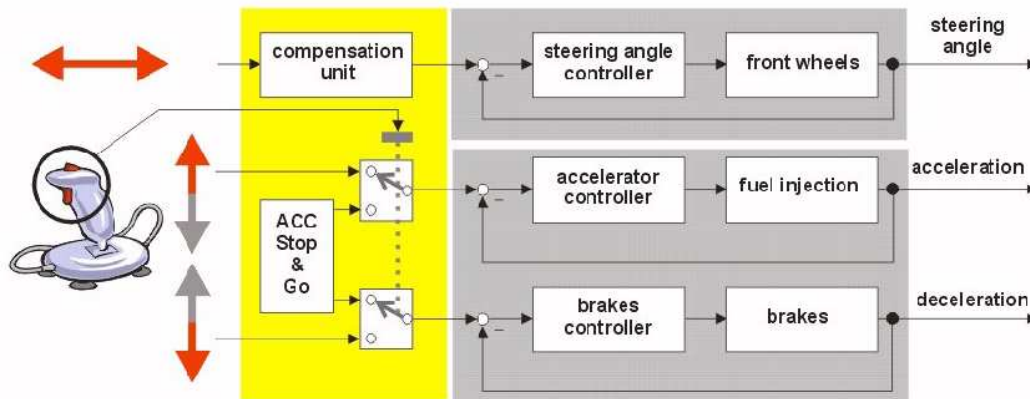 compensation
unit
steering angle
controller
front wheels
steering
angle
ACC
Stop
&
Go
accelerator
controller
fuel injection
acceleration
brakes
controller
brakes
deceleration